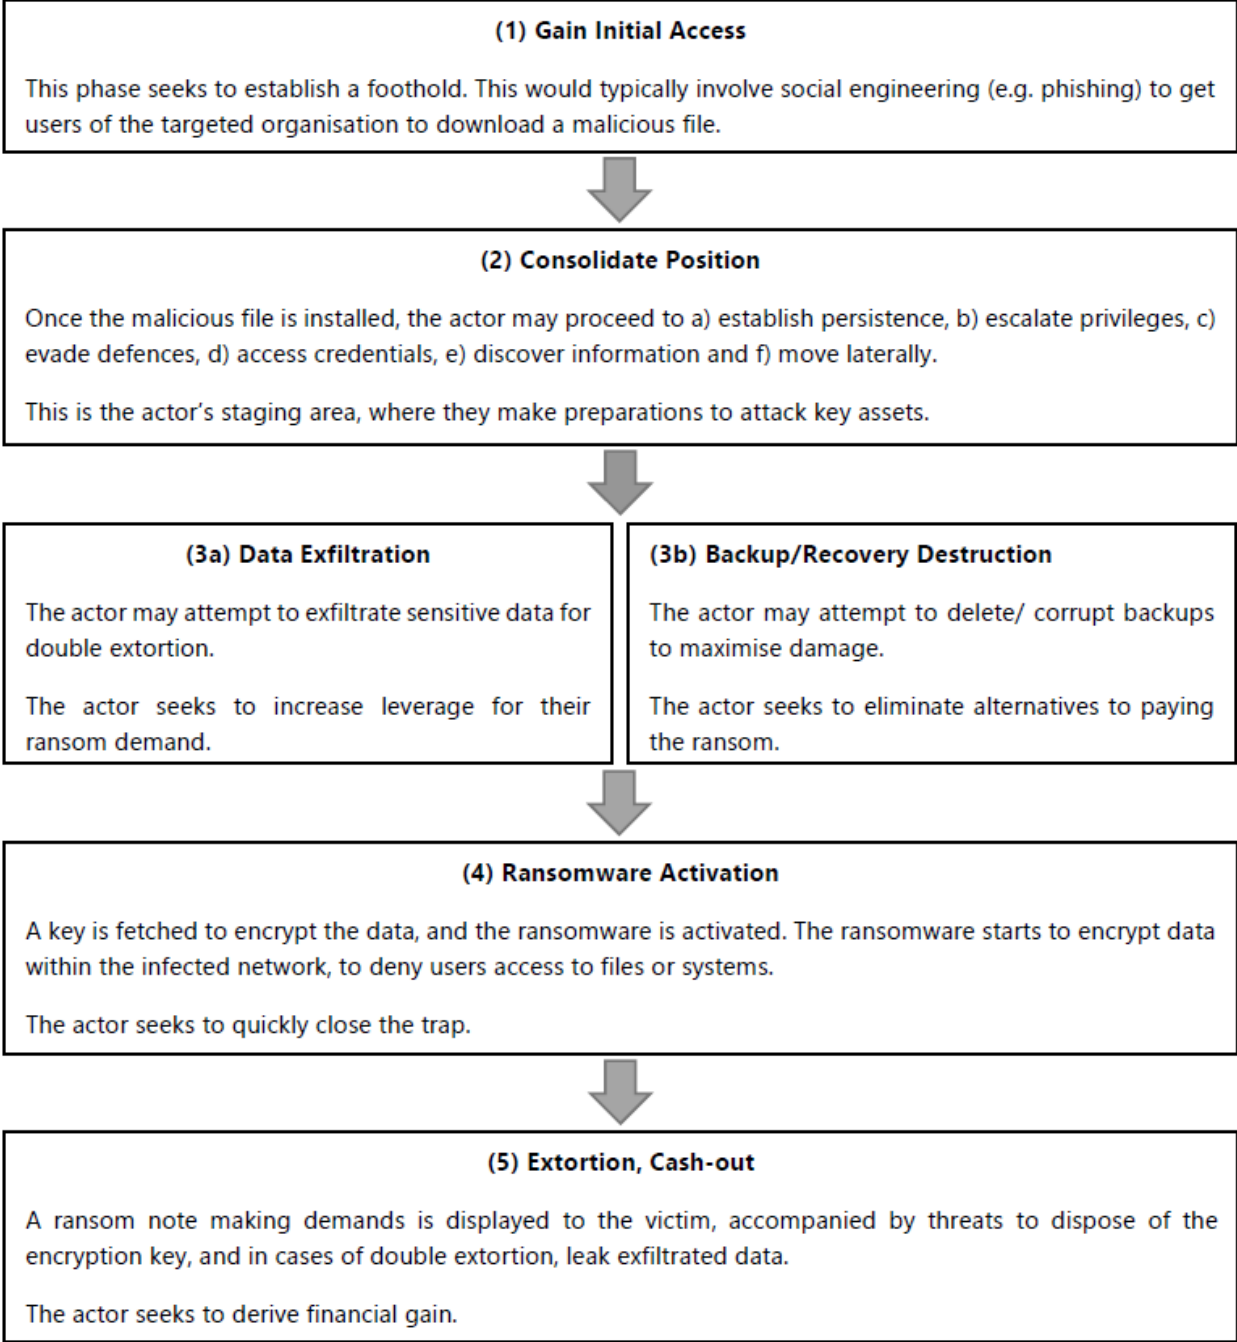 (1) Gain Initial Access
This phase seeks to establish a foothold. This would typically involve social engineering (e.g. phishing) to get
users of the targeted organisation to download a malicious file.
(2) Consolidate Position
Once the malicious file is installed, the actor may proceed to a) establish persistence, b) escalate privileges, c)
evade defences, d) access credentials, e) discover information and f) move laterally.
This is the actor's staging area, where they make preparations to attack key assets.
(3a) Data Exfiltration
The actor may attempt to exfiltrate sensitive data for
double extortion.
The actor seeks to increase leverage for their
ransom demand.
(3b) Backup/Recovery Destruction
The actor may attempt to delete/ corrupt backups
to maximise damage.
The actor seeks to eliminate alternatives to paying
the ransom.
(4) Ransomware Activation
A key is fetched to encrypt the data, and the ransomware is activated. The ransomware starts to encrypt data
within the infected network, to deny users access to files or systems.
The actor seeks to quickly close the trap.
(5) Extortion, Cash-out
A ransom note making demands is displayed to the victim, accompanied by threats to dispose of the
encryption key, and in cases of double extortion, leak exfiltrated data.
The actor seeks to derive financial gain.